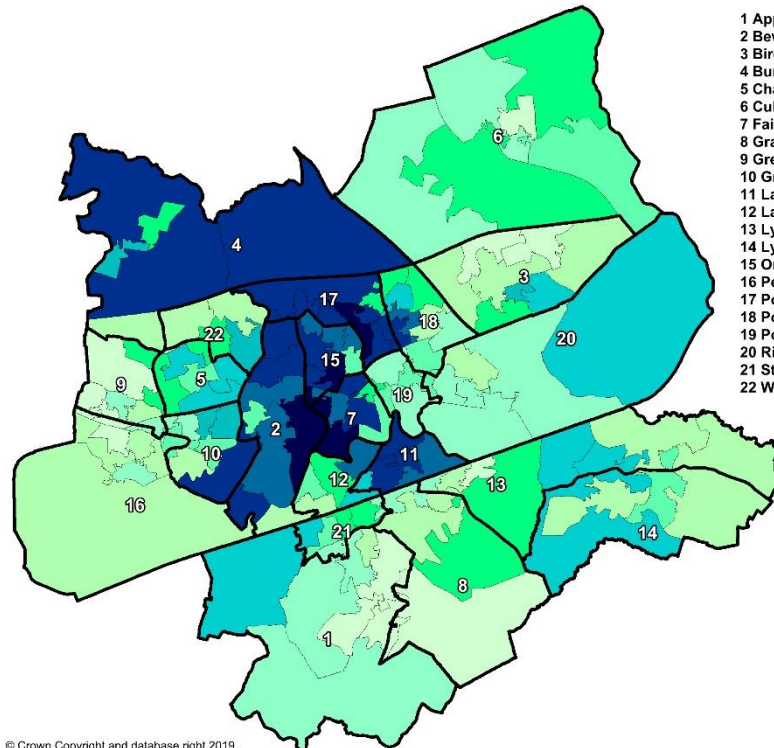 1 App
2 Bev
3 Bir
4 Bur
5 Cha
6 Cul
7 Fai
8 Gra
9 Gre
10 Gr
11 La
12 La
13 Ly
14 Ly
15 Or
16 Pe
17 Po
18 Po
19 Po
20 Ri
21 St
22 W
6
4
3
17
18
22
20
15
5
9
19
7
2
10
11
12
13
16
14
21
8
1
© Crown Copyright and database right 2019